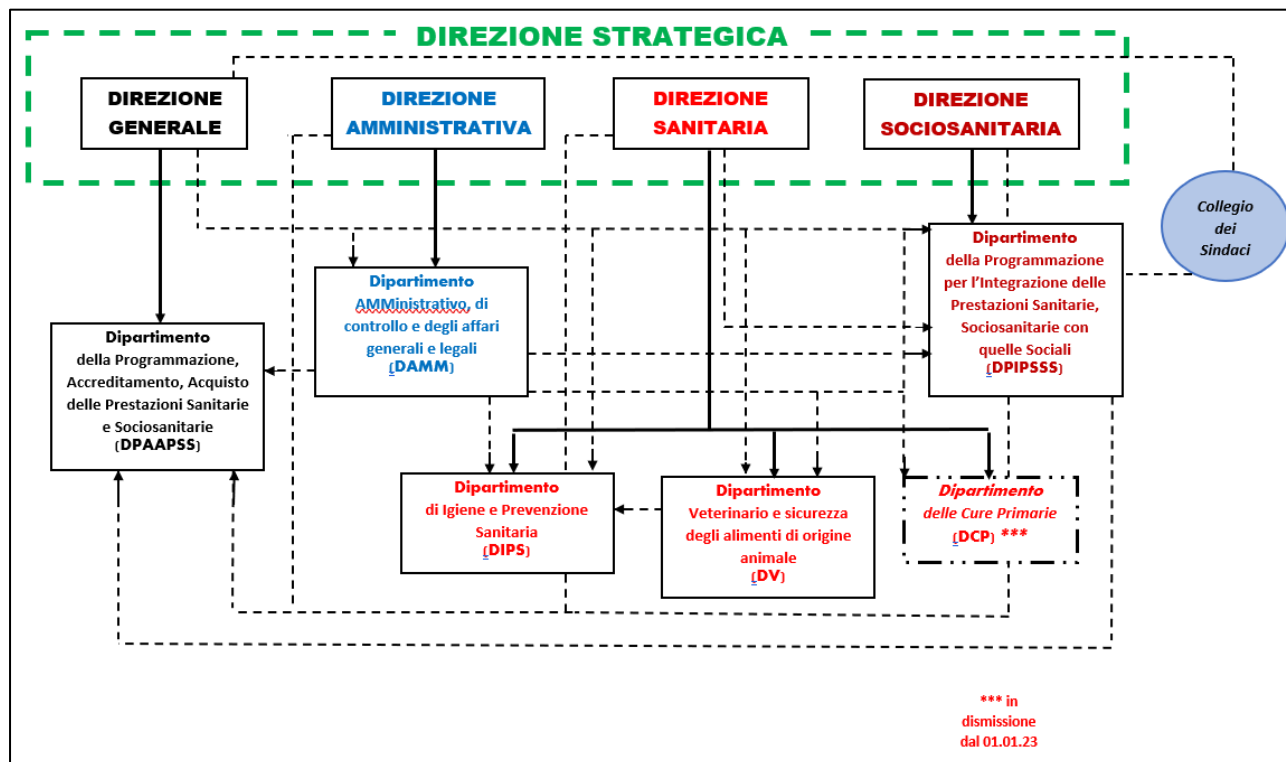 DIREZIONE STRATEGICA
DIREZIONE
GENERALE
DIREZIONE
AMMINISTRATIVA
DIREZIONE
SANITARIA
DIREZIONE
SOCIOSANITARIA
Collegio
dei
Sindaci
Dipartimento
della Programmazione
per l’Integrazione delle
Prestazioni Sanitarie,
Sociosanitarie con
quelle Sociali
(DPIPSSS)
Dipartimento
AMMinistrativo, di
controllo e degli affari
generali e legali
(DAMM)
Dipartimento
della Programmazione,
Accreditamento, Acquisto
delle Prestazioni Sanitarie
e Sociosanitarie
(DPAAPSS)
Dipartimento
di Igiene e Prevenzione
Sanitaria
(DIPS)
Dipartimento
Veterinario e sicurezza
degli alimenti di origine
animale
(DV)
Dipartimento
delle Cure Primarie
(DCP) ***
*** in
dismissione
dal 01.01.23